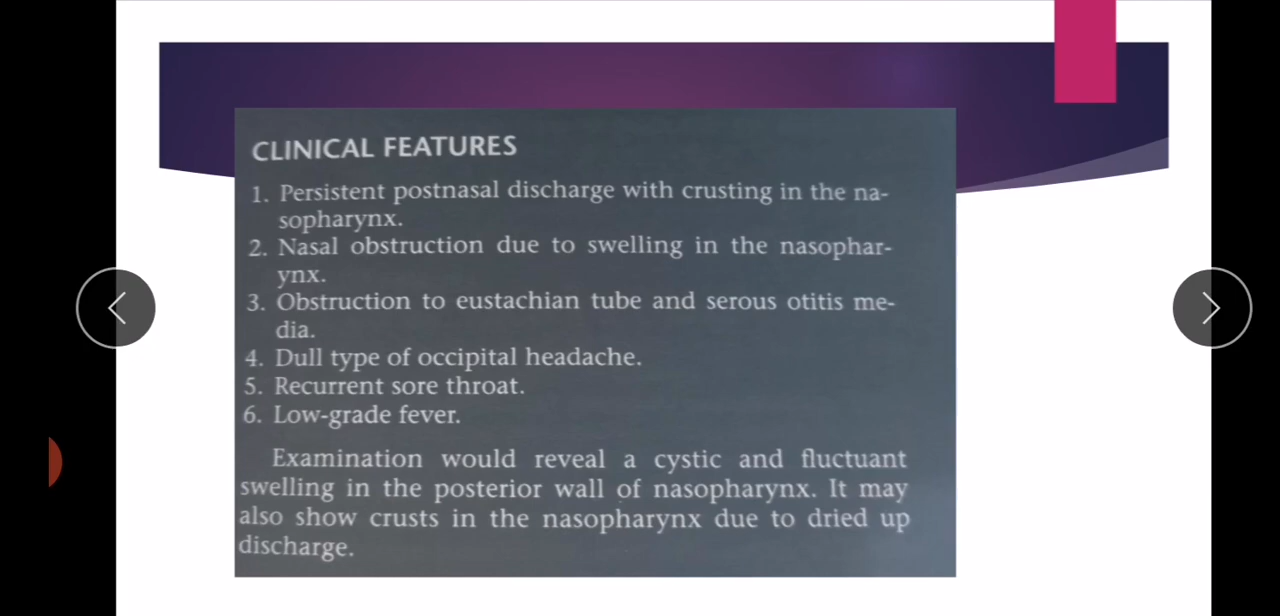 CLINICAL FEATURES
1. Persistent postnasal discharge with crusting in the na-
sopharynx.
2. Nasal obstruction due to swelling in the nasophar-
ynx.
3. Obstruction to eustachian tube and serous otitis me-
dia.
4. Dull type of occipital headache.
5. Recurrent sore throat.
6. Low-grade fever.
Examination would reveal a cystic and fluctuant
swelling in the posterior wall of nasopharynx. It may
also show crusts in the nasopharynx due to dried up
discharge.